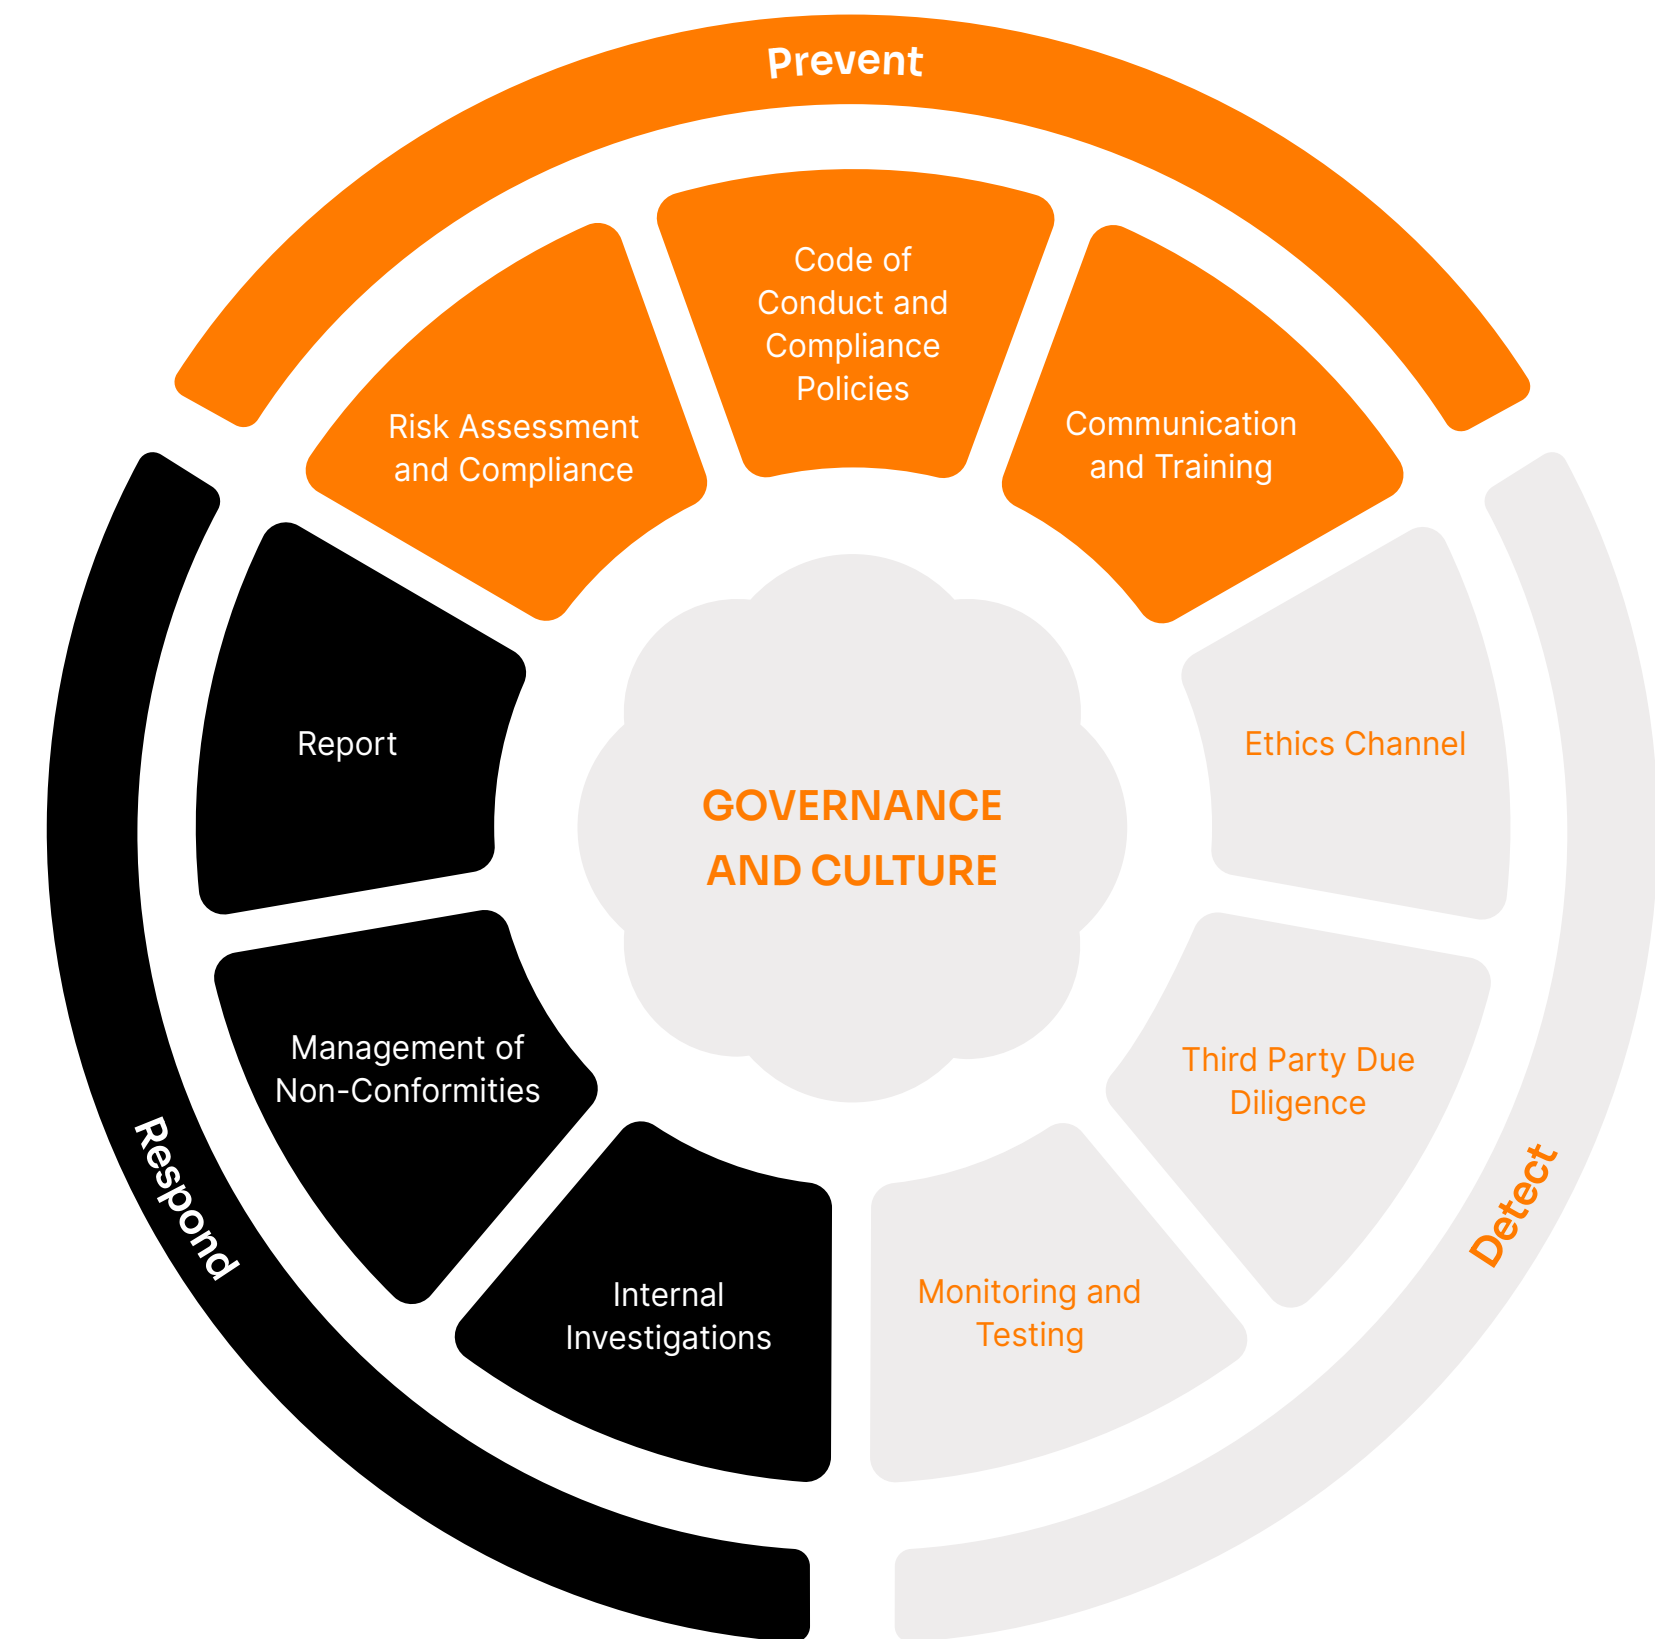 Prevent
Code of
Conduct and
Compliance
Policies
Risk Assessment
and Compliance
Communication
and Training
Report
Ethics Channel
GOVERNANCE
AND CULTURE
Management of
Non-Conformities
Third Party Due
Diligence
Respond
Detect
Internal
Investigations
Monitoring and
Testing